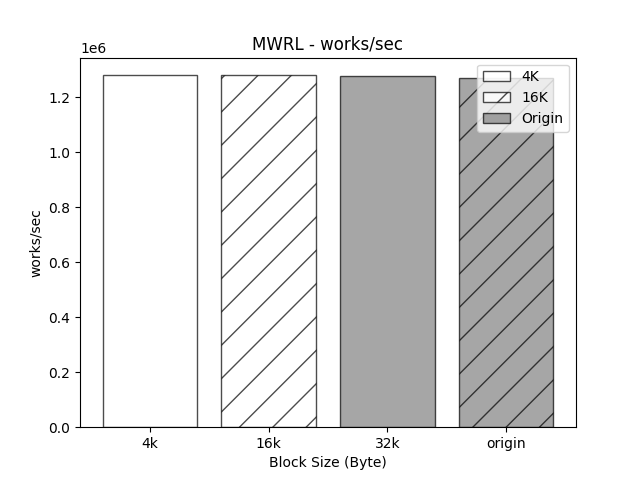 MWRL - works/sec
1e6
4K
16K
Origin
1.2
1.0
0.8
0.6
0.4
0.2
0.0
works/sec
4k 16k 32k origin
Block Size (Byte)